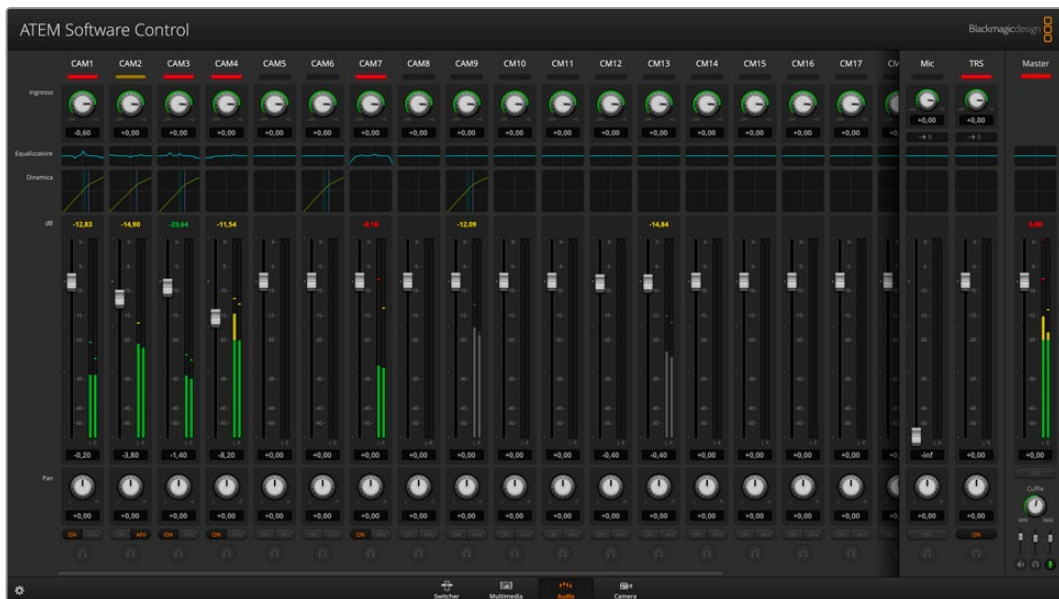 ATEM Software Control
Blackmagicdesign
CAM1 CAM2 CAM3 CAM4 CAM5 CAM6 CAM7 CAM8 CAM9 CM10 CM11 CM12 CM13 CM14 CM15 CM16 CM17 CM Mic TRS Master
Ingresso
-0,60 +0,00 +0,00 +0,00 +0,00 +0,00 +0,00 +0,00 +0,00 +0,00 +0,00 +0,00 +0,00 +0,00 +0,00 +0,00 +0,00 +0, +0,00 +0,00
Equalizzatore
Dinamica
dB -12,83 -14,90 -23,64 -11,54 -12,09 -14,84 0,00
-0,20 -3,80 -1,40 -8,20 +0,00 +0,00 +0,00 +0,00 +0,00 +0,00 +0,00 -0,40 -0,40 +0,00 +0,00 +0,00 +0,00 +0, -inf +0,00 +0,00
Pan
+0,00 +0,00 +0,00 +0,00 +0,00 +0,00 +0,00 +0,00 +0,00 +0,00 +0,00 +0,00 +0,00 +0,00 +0,00 +0,00 +0,00 +0, +0,00 +0,00
Cuffie
MIN MAX
ON AFV ON ON ON ON
Switcher Multimedia Audio Camera